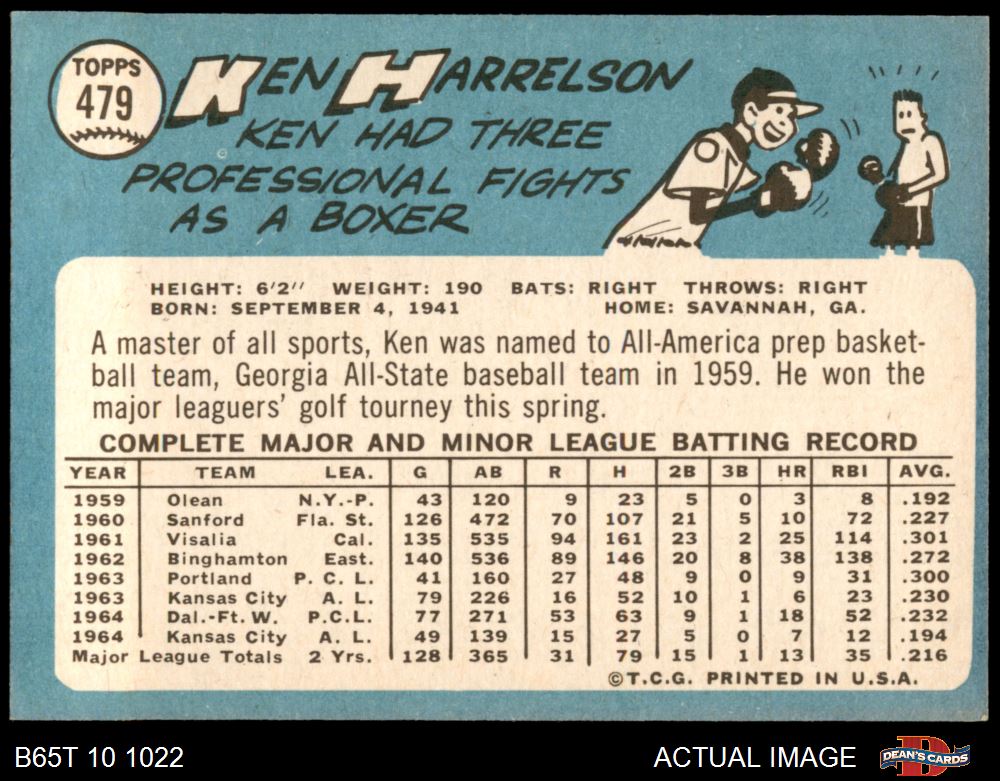 TOPPS
479
KEN HARRELSON
KEN HAD THREE
PROFESSIONAL FIGHTS
AS A BOXER
HEIGHT: 6'2" WEIGHT: 190 BATS: RIGHT THROWS: RIGHT
BORN: SEPTEMBER 4, 1941 HOME: SAVANNAH, GA.
A master of all sports, Ken was named to All-America prep basket-
ball team, Georgia All-State baseball team in 1959. He won the
major leaguers' golf tourney this spring.
COMPLETE MAJOR AND MINOR LEAGUE BATTING RECORD
YEAR TEAM LEA. G AB R H 2B 3B HR RBI AVG.
1959 Olean N.Y.-P. 43 120 9 23 5 0 3 8 .192
1960 Sanford Fla. St. 126 472 70 107 21 5 10 72 .227
1961 Visalia Cal. 135 535 94 161 23 2 25 114 .301
1962 Binghamton East. 140 536 89 146 20 8 38 138 .272
1963 Portland P. C. L. 41 160 27 48 9 0 9 31 .300
1963 Kansas City A. L. 79 226 16 52 10 1 6 23 .230
1964 Dal.-Ft. W. P.C.L. 77 271 53 63 9 1 18 52 .232
1964 Kansas City A. L. 49 139 15 27 5 0 7 12 .194
Major League Totals 2 Yrs. 128 365 31 79 15 1 13 35 .216
©T.C.G. PRINTED IN U.S.A.
B65T 10 1022 ACTUAL IMAGE DEAN'S CARDS